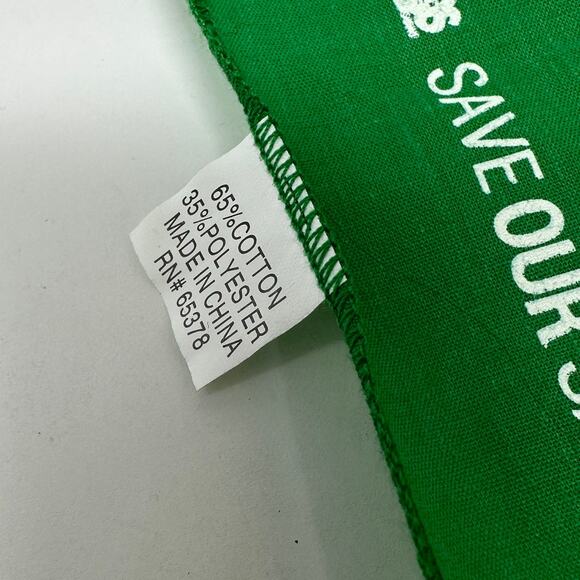 65%COTTON
35%POLYESTER
MADE IN CHINA
RN# 65378
SAVE OUR